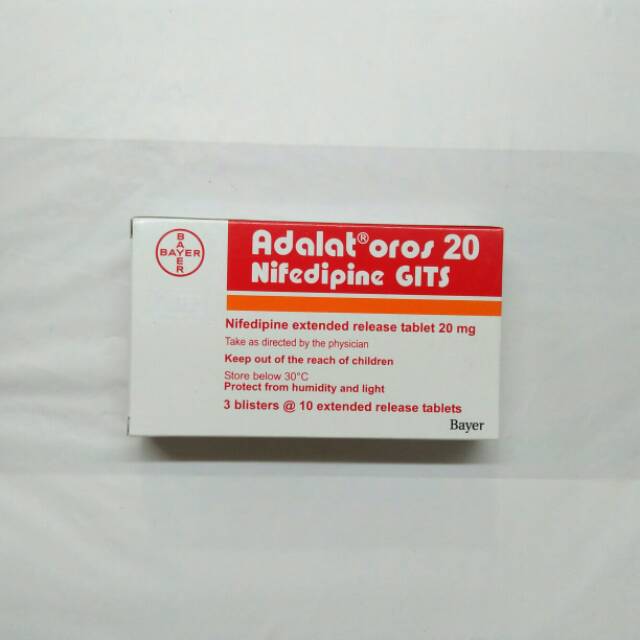 BAYER
BAYER
Adalat® oros 20
Nifedipine GITS
Nifedipine extended release tablet 20 mg
Take as directed by the physician
Keep out of the reach of children
Store below 30°C
Protect from humidity and light
3 blisters @ 10 extended release tablets
Bayer